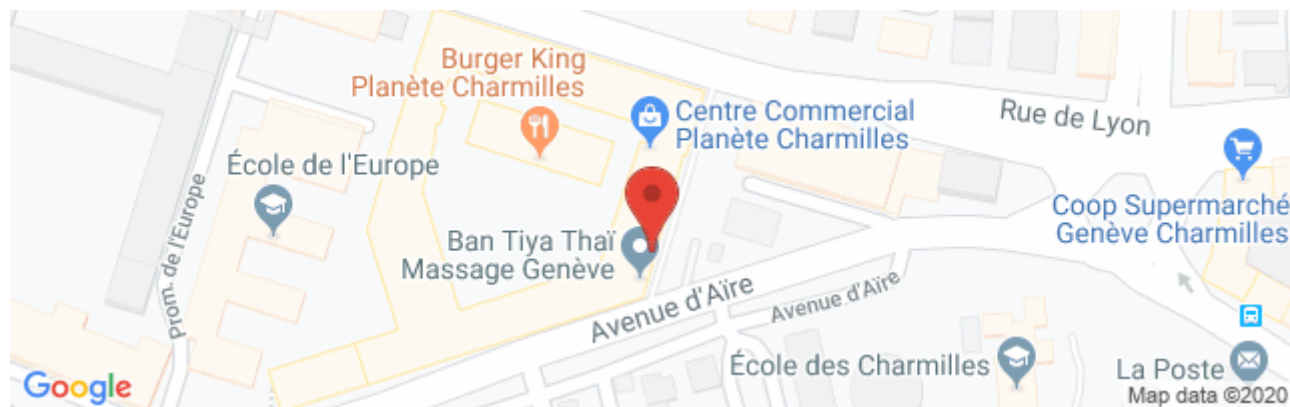 Burger King
Planète Charmilles
Centre Commercial
Planète Charmilles
Rue de Lyon
École de l'Europe
Prom. de l'Europe
Coop Supermarché
Genève Charmilles
Ban Tiya Thaï
Massage Genève
Avenue d'Aïre
Avenue d'Aïre
École des Charmilles
La Poste
Google
Map data ©2020